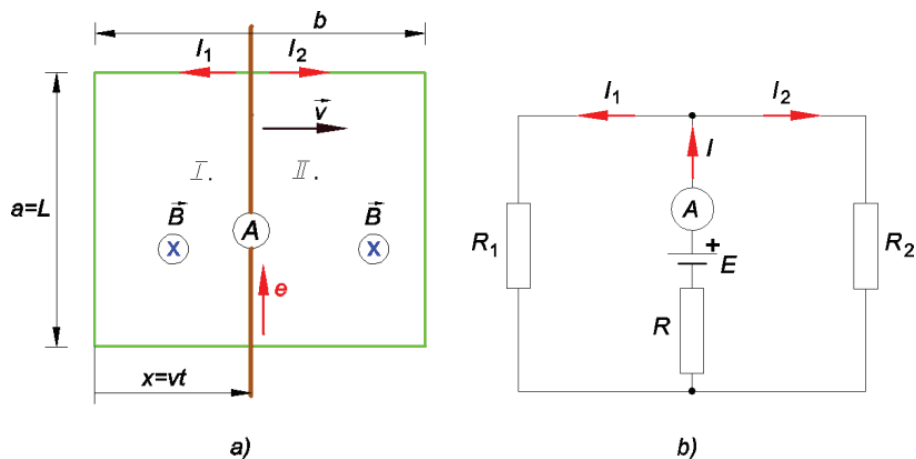 b
I₁ I₂
v⃗
I. II.
a=L
B⃗ B⃗
X A X
e
x=vt
a)
I₁ I₂
I
A
R₁ + R₂
E
R
b)